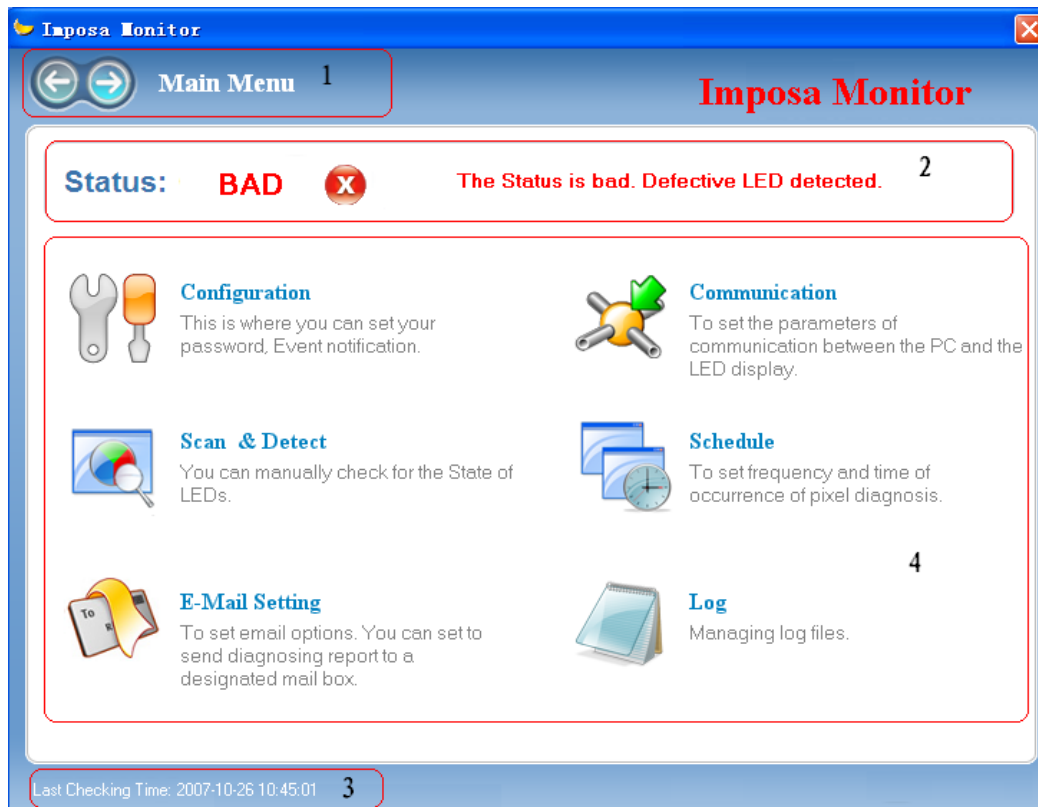 Imposa Monitor
Main Menu 1
Imposa Monitor
Status: BAD X The Status is bad. Defective LED detected. 2
Configuration
This is where you can set your
password, Event notification.
Communication
To set the parameters of
communication between the PC and the
LED display.
Scan & Detect
You can manually check for the State of
LEDs.
Schedule
To set frequency and time of
occurrence of pixel diagnosis.
E-Mail Setting
To set email options. You can set to
send diagnosing report to a
designated mail box.
To
R
Log
Managing log files.
4
Last Checking Time: 2007-10-26 10:45:01 3